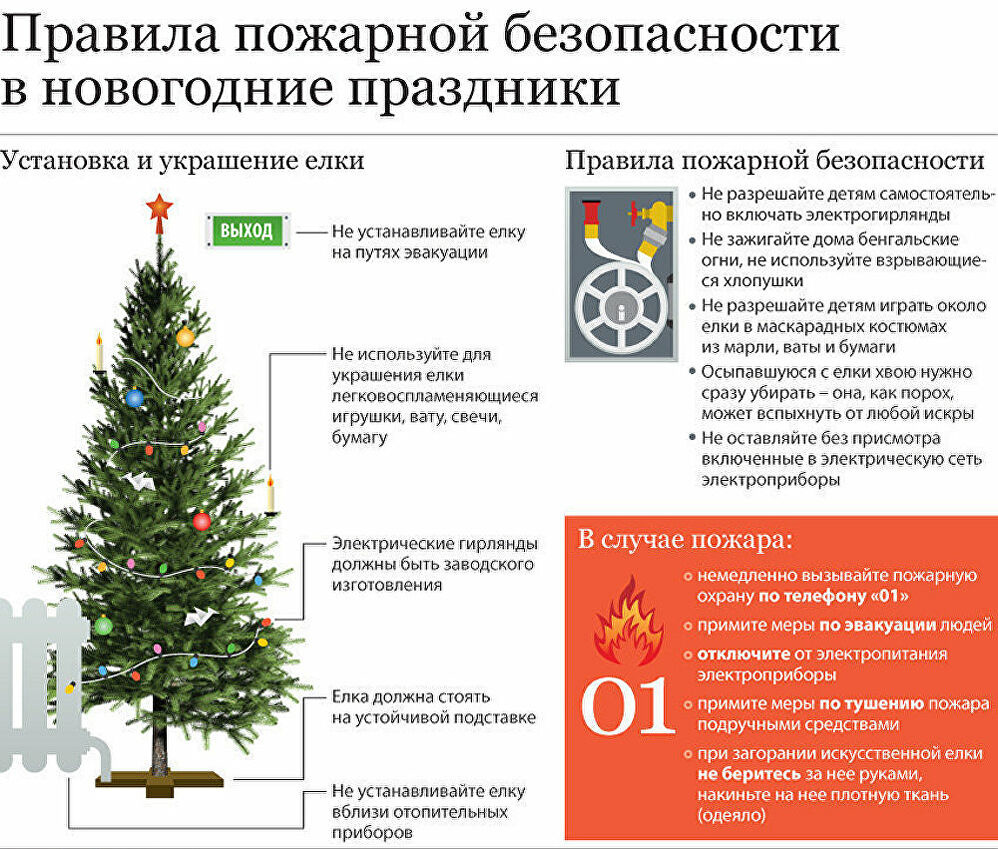 Правила пожарной безопасности
в новогодние праздники
Установка и украшение елки
ВЫХОД
Не устанавливайте елку
на путях эвакуации
Не используйте для
украшения елки
легковоспламеняющиеся
игрушки, вату, свечи,
бумагу
Электрические гирлянды
должны быть заводского
изготовления
Елка должна стоять
на устойчивой подставке
Не устанавливайте елку
вблизи отопительных
приборов
Правила пожарной безопасности
• Не разрешайте детям самостоятель-
но включать электрогирлянды
• Не зажигайте дома бенгальские
огни, не используйте взрывающие-
ся хлопушки
• Не разрешайте детям играть около
елки в маскарадных костюмах
из марли, ваты и бумаги
• Осыпавшуюся с елки хвою нужно
сразу убирать – она, как порох,
может вспыхнуть от любой искры
• Не оставляйте без присмотра
включенные в электрическую сеть
электроприборы
В случае пожара:
01
немедленно вызывайте пожарную
охрану по телефону «01»
примите меры по эвакуации людей
отключите от электропитания
электроприборы
примите меры по тушению пожара
подручными средствами
при загорании искусственной елки
не беритесь за нее руками,
накиньте на нее плотную ткань
(одеяло)